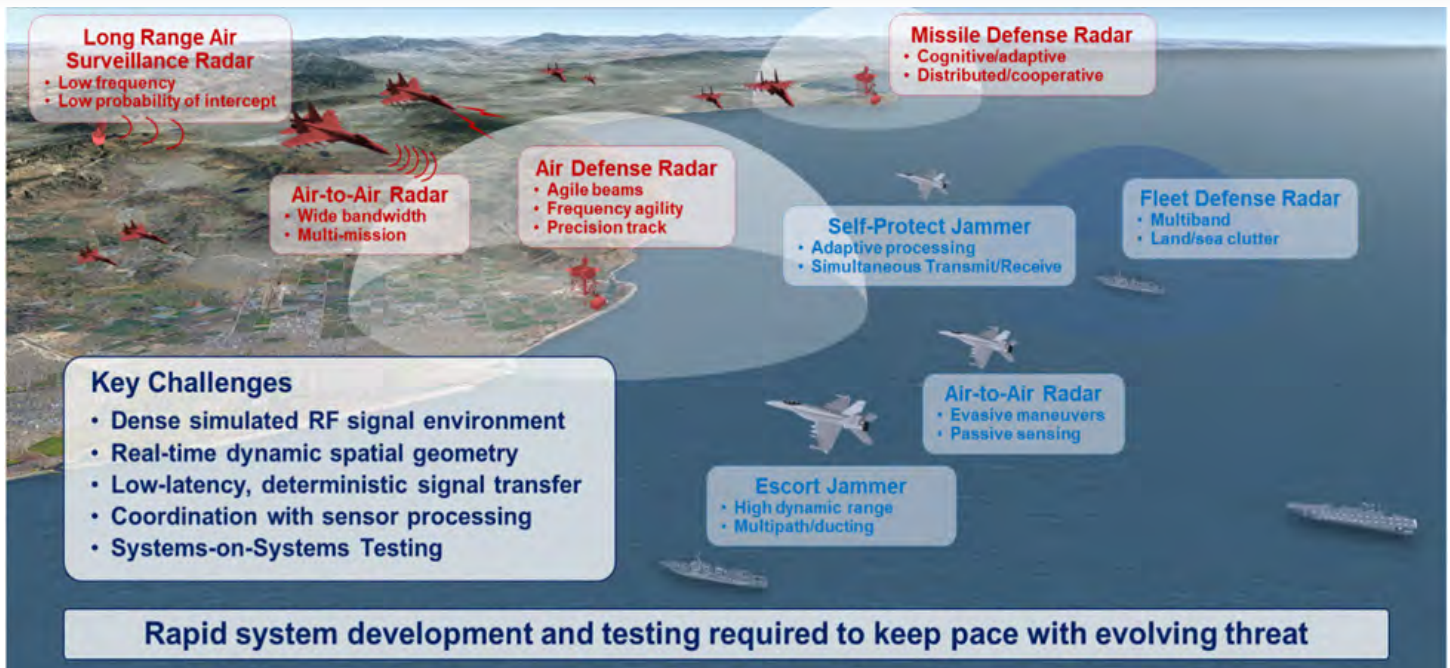 Long Range Air
Surveillance Radar
• Low frequency
• Low probability of intercept
Missile Defense Radar
• Cognitive/adaptive
• Distributed/cooperative
Air-to-Air Radar
• Wide bandwidth
• Multi-mission
Air Defense Radar
• Agile beams
• Frequency agility
• Precision track
Self-Protect Jammer
• Adaptive processing
• Simultaneous Transmit/Receive
Fleet Defense Radar
• Multiband
• Land/sea clutter
Air-to-Air Radar
• Evasive maneuvers
• Passive sensing
Escort Jammer
• High dynamic range
• Multipath/ducting
Key Challenges
• Dense simulated RF signal environment
• Real-time dynamic spatial geometry
• Low-latency, deterministic signal transfer
• Coordination with sensor processing
• Systems-on-Systems Testing
Rapid system development and testing required to keep pace with evolving threat